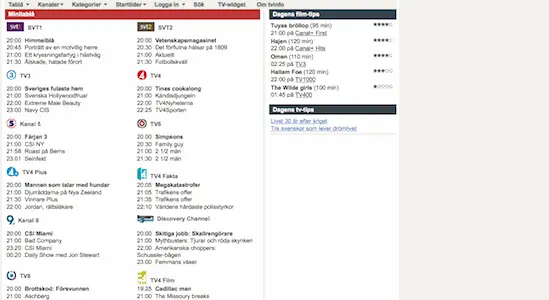 Tablå
Kanaler
Kategorier
Starttider
Logga in
Sök
TV-widget
Om tvinfo
Minitablå
SVT1
20:00 Himmelblå
20:45 Porträtt av en motvillig herre
21:00 Ett kryssningsfartyg i hästväg
21:30 Älskade, hatade förort
SVT2
20:00 Vetenskapsmagasinet
20:30 Det förflutna hälsar på 1809
21:00 Aktuellt
21:30 Fotbollskväll
TV3
20:00 Sveriges fulaste hem
21:00 Svenska Hollywoodfruar
22:00 Extreme Male Beauty
23:00 Navy CIS
TV4
20:00 Tinas cookalong
21:00 Kändisdjungeln
22:00 TV4Nyheterna
22:25 TV4Sporten
Kanal 5
20:00 Färjan 3
21:00 CSI NY
21:58 Roast på Berns
23:01 Seinfeld
TV6
20:00 Simpsons
20:30 Family guy
21:00 2 1/2 män
21:30 2 1/2 män
TV4 Plus
20:00 Mannen som talar med hundar
21:00 Djurräddarna på Nya Zeeland
21:30 Vinnare Plus
22:00 Jordan, rättsläkare
TV4 Fakta
20:00 Megakatastrofer
21:05 Trafikens offer
21:35 Trafikens offer
22:10 Världens hårdaste polisstyrkor
Kanal 9
20:00 CSI Miami
21:00 Bad Company
23:20 CSI Miami
00:20 Daily Show med Jon Stewart
Discovery Channel
20:00 Skitiga jobb: Skallrengörare
21:00 Mythbusters: Tjurar och röda skynken
22:00 Amerikanska choppers:
Schussler-bågen
23:00 Femmans växel
TV8
20:00 Brottskod: Försvunnen
21:00 Aschberg
TV4 Film
19:25 Cadillac man
21:00 The Missouri breaks
Dagens film-tips
Tuyas bröllop (95 min)
21:00 på Canal+ First
Hajen (120 min)
22:00 på Canal+ Hits
Omen (110 min)
02:25 på TV3
Hallam Foe (120 min)
22:00 på TV1000
The Wilde girls (100 min)
01:45 på TV400
Dagens tv-tips
Livet 30 år efter kriget
Tre svenskor som levet drömlivet